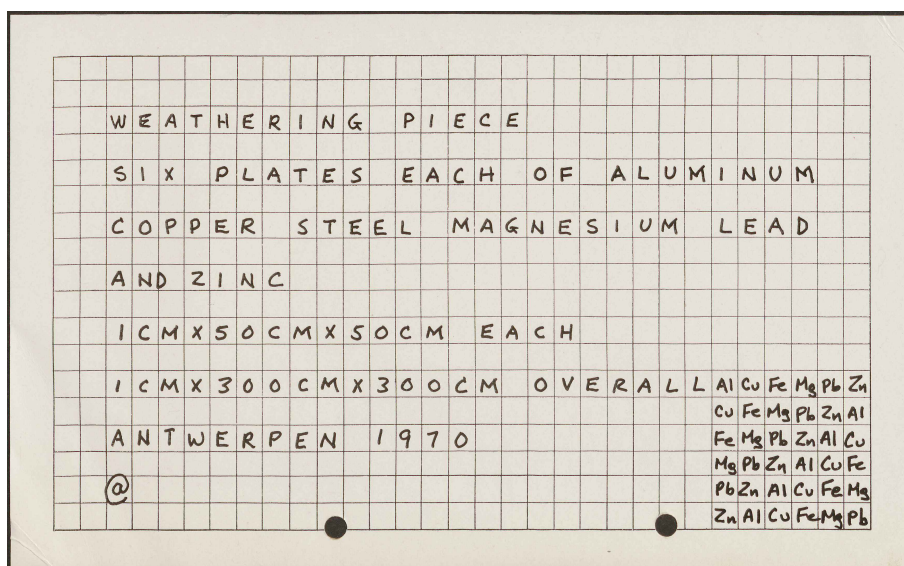 WEATHERING PIECE
SIX PLATES EACH OF ALUMINUM
COPPER STEEL MAGNESIUM LEAD
AND ZINC
1CMX50CMX50CM EACH
1CMX300CMX300CM OVERALL Al Cu Fe Mg Pb Zn
Cu Fe Mg Pb Zn Al
ANTWERPEN 1970 Fe Mg Pb Zn Al Cu
Mg Pb Zn Al Cu Fe
@ Pb Zn Al Cu Fe Mg
Zn Al Cu Fe Mg Pb